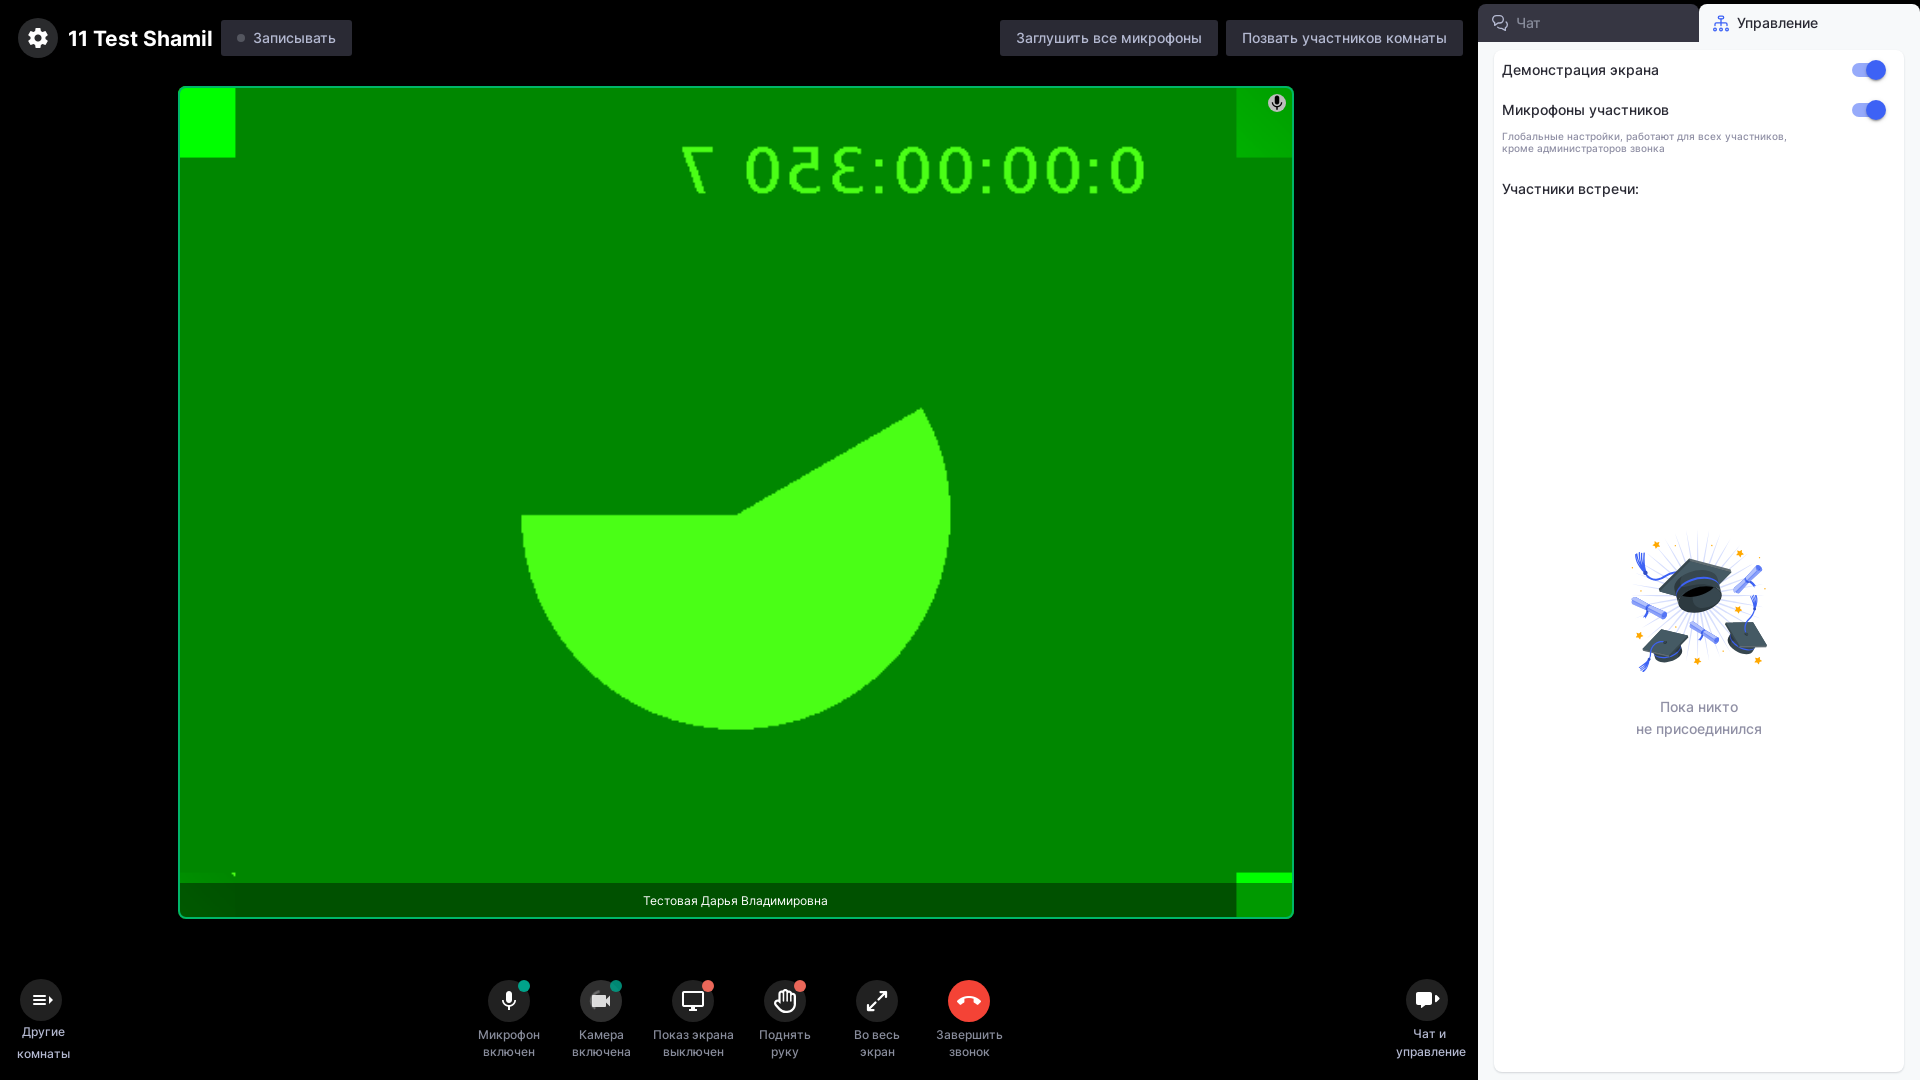 11 Test Shamil
Записывать
Заглушить все микрофоны
Позвать участников комнаты
Чат
Управление
Демонстрация экрана
Микрофоны участников
Глобальные настройки, работают для всех участников,
кроме администраторов звонка
Участники встречи:
0:00:00:350 7
Пока никто
не присоединился
Тестовая Дарья Владимировна
Другие
комнаты
Микрофон
включен
Камера
включена
Показ экрана
выключен
Поднять
руку
Во весь
экран
Завершить
звонок
Чат и
управление